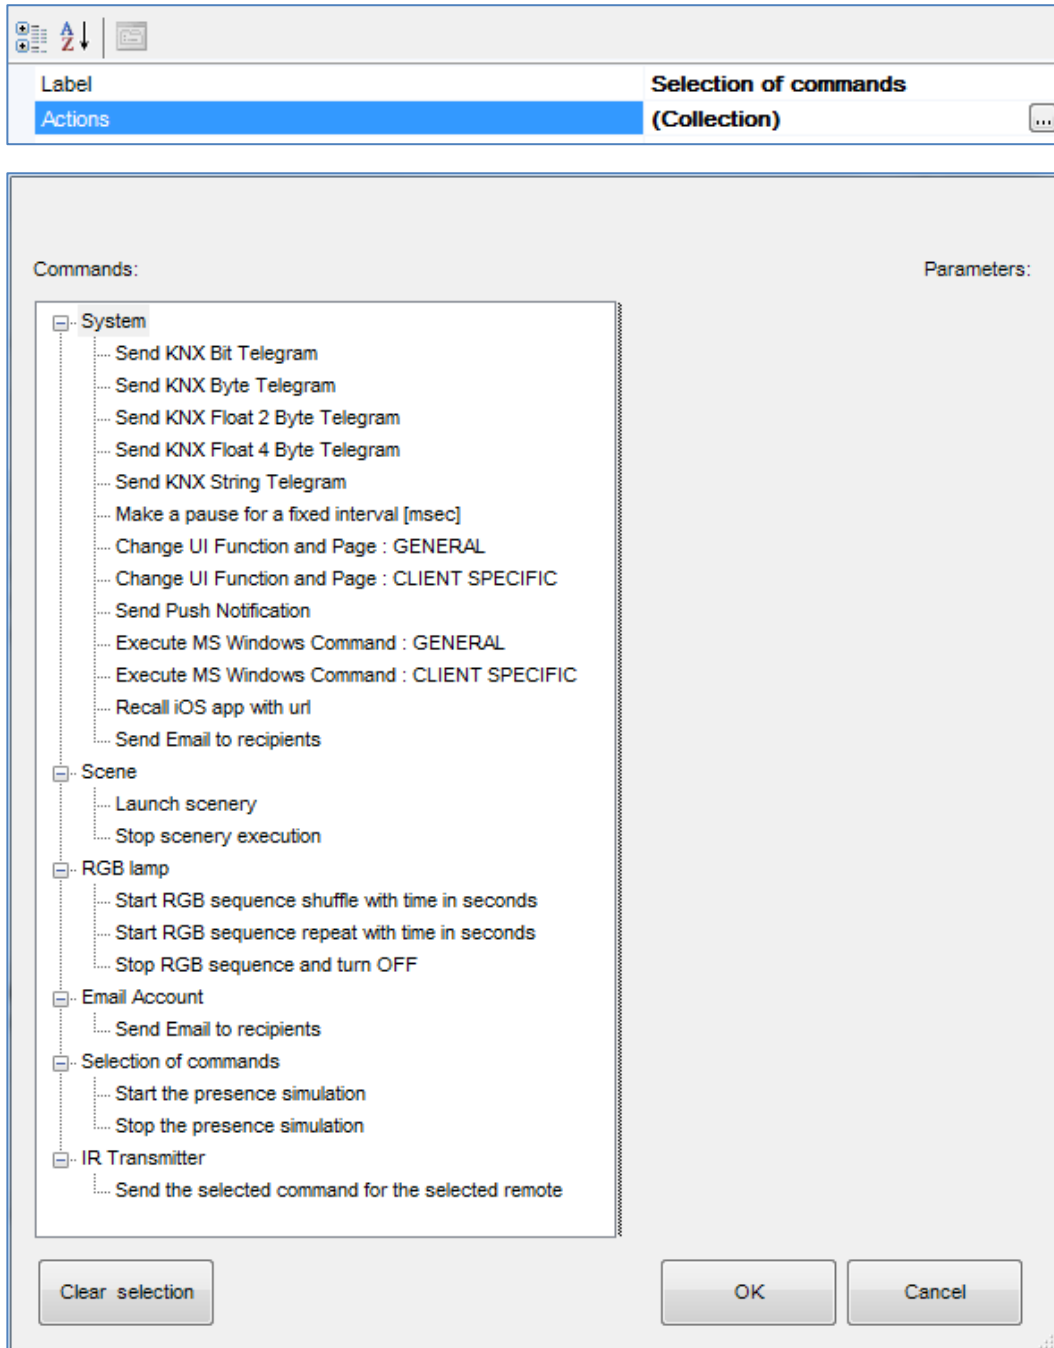 A
Z
Label Selection of commands
Actions (Collection) ...
Commands: Parameters:
System
Send KNX Bit Telegram
Send KNX Byte Telegram
Send KNX Float 2 Byte Telegram
Send KNX Float 4 Byte Telegram
Send KNX String Telegram
Make a pause for a fixed interval [msec]
Change UI Function and Page : GENERAL
Change UI Function and Page : CLIENT SPECIFIC
Send Push Notification
Execute MS Windows Command : GENERAL
Execute MS Windows Command : CLIENT SPECIFIC
Recall iOS app with url
Send Email to recipients
Scene
Launch scenery
Stop scenery execution
RGB lamp
Start RGB sequence shuffle with time in seconds
Start RGB sequence repeat with time in seconds
Stop RGB sequence and turn OFF
Email Account
Send Email to recipients
Selection of commands
Start the presence simulation
Stop the presence simulation
IR Transmitter
Send the selected command for the selected remote
Clear selection OK Cancel